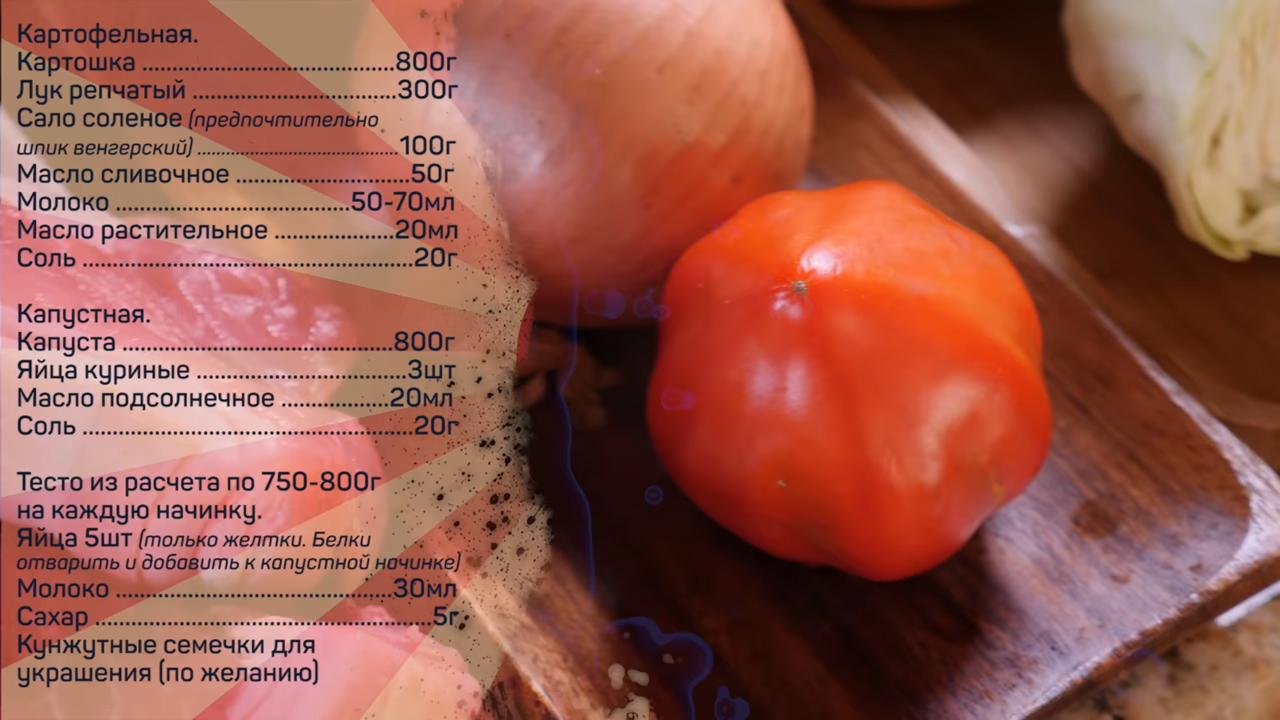 Картофельная.
Картошка ........................................800г
Лук репчатый .................................300г
Сало соленое (предпочтительно
шпик венгерский) ..........................................100г
Масло сливочное ............................50г
Молоко .....................................50-70мл
Масло растительное ...................20мл
Соль .....................................................20г

Капустная.
Капуста ...........................................800г
Яйца куриные ..................................3шт
Масло подсолнечное .................20мл
Соль .....................................................20г

Тесто из расчета по 750-800г
на каждую начинку.
Яйца 5шт (только желтки. Белки
отварить и добавить к капустной начинке)
Молоко ............................................30мл
Сахар ......................................................5г
Кунжутные семечки для
украшения (по желанию)